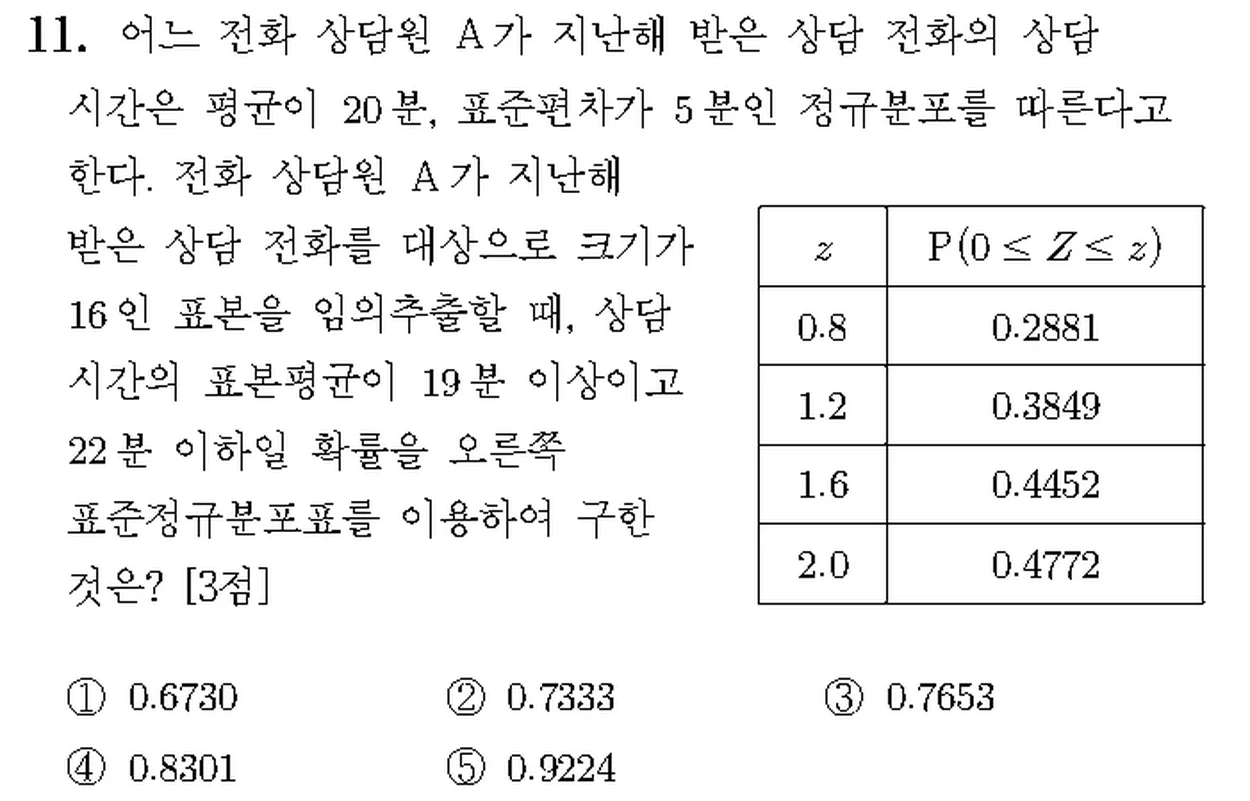 11. 어느 전화 상담원 A가 지난해 받은 상담 전화의 상담
시간은 평균이 20분, 표준편차가 5분인 정규분포를 따른다고
한다. 전화 상담원 A가 지난해
받은 상담 전화를 대상으로 크기가
16인 표본을 임의추출할 때, 상담
시간의 표본평균이 19분 이상이고
22분 이하일 확률을 오른쪽
표준정규분포표를 이용하여 구한
것은? [3점]
z P(0 ≤ Z ≤ z)
0.8 0.2881
1.2 0.3849
1.6 0.4452
2.0 0.4772
① 0.6730 ② 0.7333 ③ 0.7653
④ 0.8301 ⑤ 0.9224